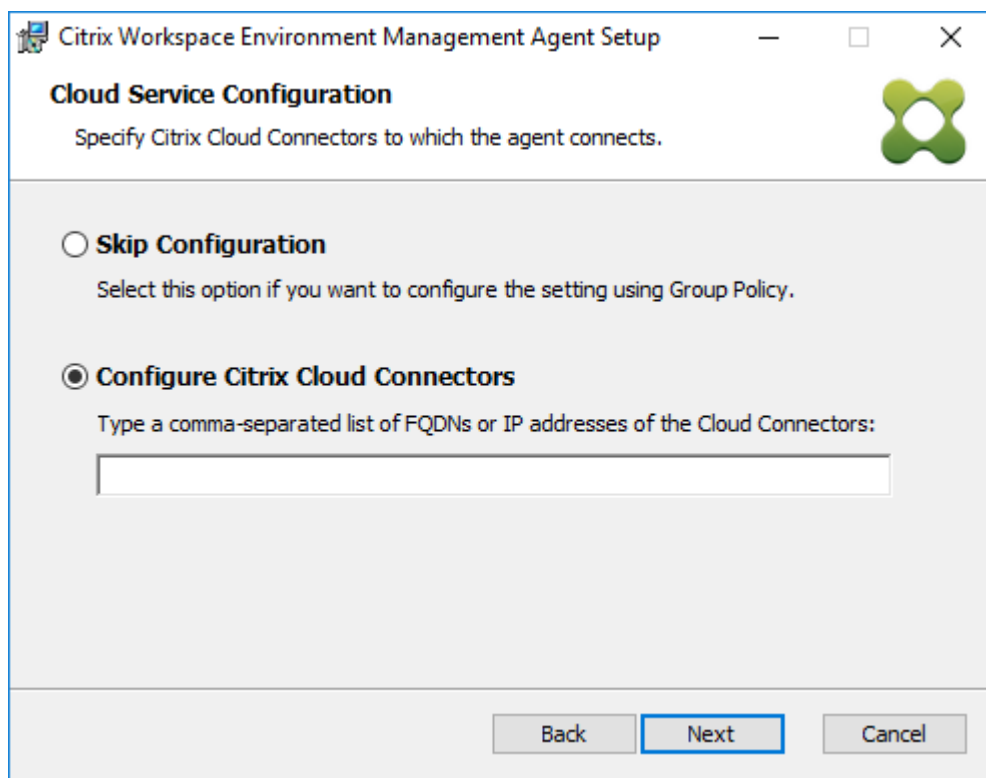 Citrix Workspace Environment Management Agent Setup
Cloud Service Configuration
Specify Citrix Cloud Connectors to which the agent connects.
Skip Configuration
Select this option if you want to configure the setting using Group Policy.
Configure Citrix Cloud Connectors
Type a comma-separated list of FQDNs or IP addresses of the Cloud Connectors:
Back Next Cancel